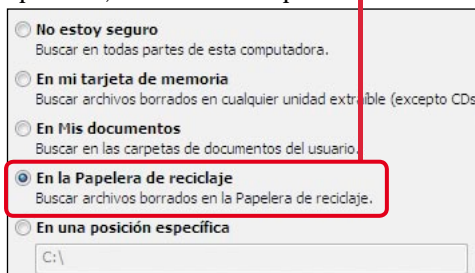 No estoy seguro
Buscar en todas partes de esta computadora.
En mi tarjeta de memoria
Buscar archivos borrados en cualquier unidad extraíble (excepto CDs
En Mis documentos
Buscar en las carpetas de documentos del usuario.
En la Papelera de reciclaje
Buscar archivos borrados en la Papelera de reciclaje.
En una posición específica
C:\